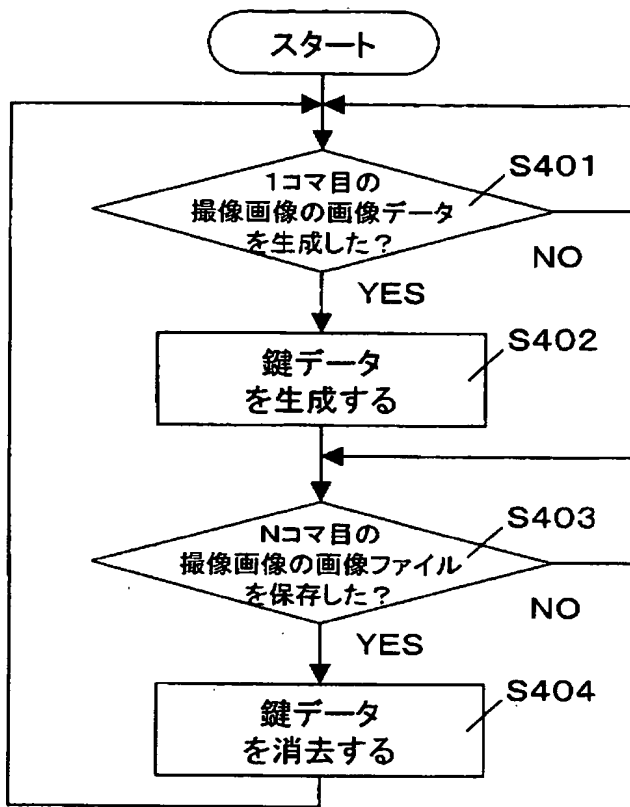 スタート
1コマ目の
撮像画像の画像データ
を生成した?
S401
NO
YES
S402
鍵データ
を生成する
Nコマ目の
撮像画像の画像ファイル
を保存した?
S403
NO
YES
S404
鍵データ
を消去する